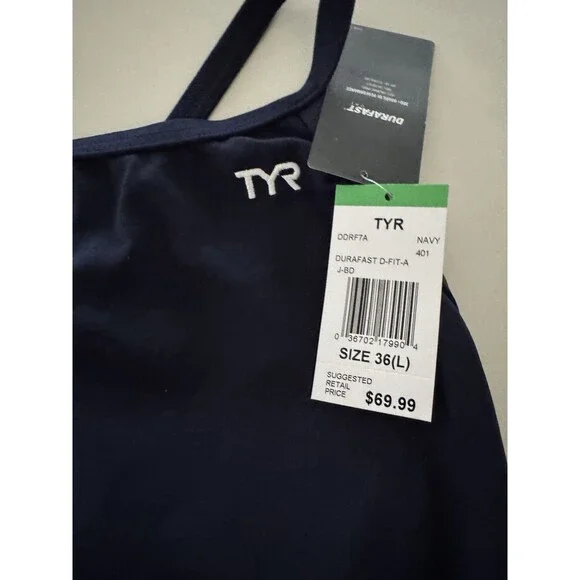 TYR
DURAFAST
TYR
DDRF7A NAVY
401
DURAFAST D-FIT-A
J-BD
0 36702 17990 4
SIZE 36(L)
SUGGESTED
RETAIL
PRICE $69.99